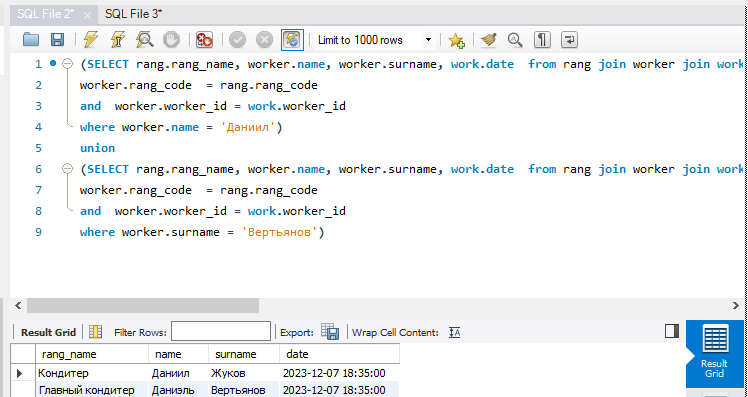 SQL File 2* SQL File 3*
Limit to 1000 rows
1 (SELECT rang.rang_name, worker.name, worker.surname, work.date from rang join worker join work
2 worker.rang_code = rang.rang_code
3 and worker.worker_id = work.worker_id
4 where worker.name = 'Даниил')
5 union
6 (SELECT rang.rang_name, worker.name, worker.surname, work.date from rang join worker join work
7 worker.rang_code = rang.rang_code
8 and worker.worker_id = work.worker_id
9 where worker.surname = 'Вертьянов')
Result Grid Filter Rows: Export: Wrap Cell Content:
rang_name name surname date
Кондитер Даниил Жуков 2023-12-07 18:35:00
Главный кондитер Даниэль Вертьянов 2023-12-07 18:35:00
Result
Grid